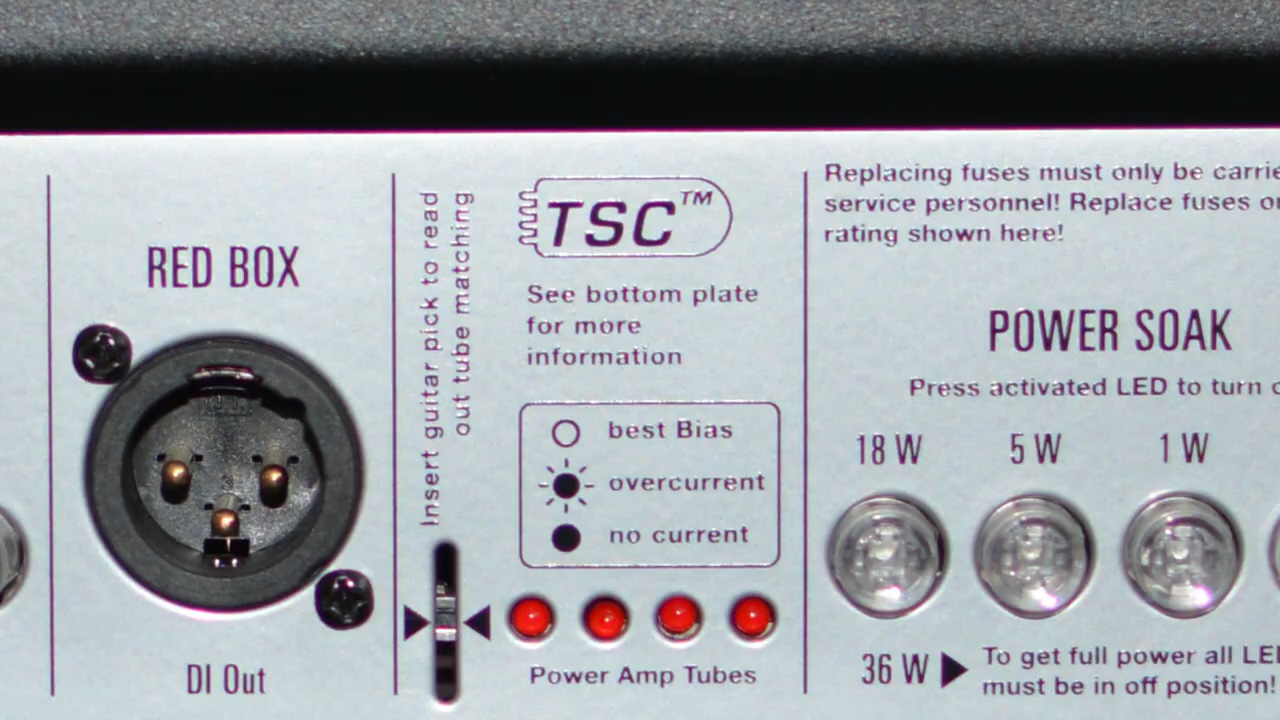 RED BOX
DI Out
Insert guitar pick to read
out tube matching
TSC™
See bottom plate
for more
information
best Bias
overcurrent
no current
Power Amp Tubes
Replacing fuses must only be carrie
service personnel! Replace fuses
rating shown here!
POWER SOAK
Press activated LED to turn
18 W 5 W 1 W
36 W To get full power all LE
must be in off position!